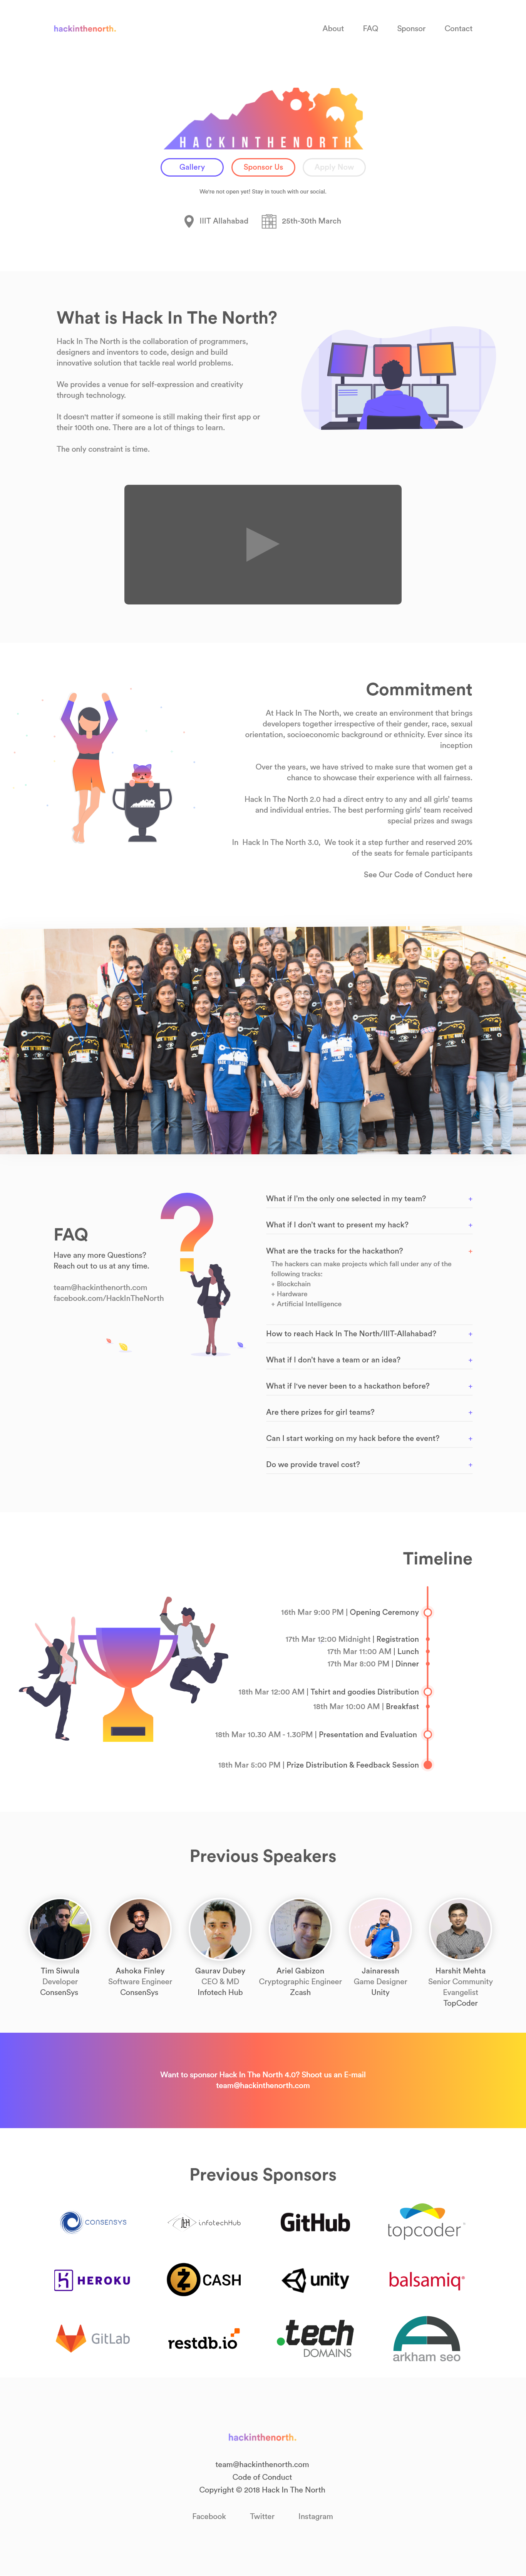 hackinthenorth.
About FAQ Sponsor Contact
HACKINTHENORTH
Gallery Sponsor Us Apply Now
We're not open yet! Stay in touch with our social.
IIIT Allahabad 25th-30th March
What is Hack In The North?
Hack In The North is the collaboration of programmers,
designers and inventors to code, design and build
innovative solution that tackle real world problems.
We provides a venue for self-expression and creativity
through technology.
It doesn't matter if someone is still making their first app or
their 100th one. There are a lot of things to learn.
The only constraint is time.
Commitment
At Hack In The North, we create an environment that brings
developers together irrespective of their gender, race, sexual
orientation, socioeconomic background or ethnicity. Ever since its
inception
Over the years, we have strived to make sure that women get a
chance to showcase their experience with all fairness.
Hack In The North 2.0 had a direct entry to any and all girls' teams
and individual entries. The best performing girls' team received
special prizes and swags
In Hack In The North 3.0, We took it a step further and reserved 20%
of the seats for female participants
See Our Code of Conduct here
FAQ
Have any more Questions?
Reach out to us at any time.
team@hackinthenorth.com
facebook.com/HackInTheNorth
What if I'm the only one selected in my team? +
What if I don't want to present my hack? +
What are the tracks for the hackathon? +
The hackers can make projects which fall under any of the
following tracks:
+ Blockchain
+ Hardware
+ Artificial Intelligence
How to reach Hack In The North/IIIT-Allahabad? +
What if I don't have a team or an idea? +
What if I've never been to a hackathon before? +
Are there prizes for girl teams? +
Can I start working on my hack before the event? +
Do we provide travel cost? +
Timeline
16th Mar 9:00 PM | Opening Ceremony
17th Mar 12:00 Midnight | Registration
17th Mar 11:00 AM | Lunch
17th Mar 8:00 PM | Dinner
18th Mar 12:00 AM | Tshirt and goodies Distribution
18th Mar 10:00 AM | Breakfast
18th Mar 10.30 AM - 1.30PM | Presentation and Evaluation
18th Mar 5:00 PM | Prize Distribution & Feedback Session
Previous Speakers
Tim Siwula
Developer
ConsenSys
Ashoka Finley
Software Engineer
ConsenSys
Gaurav Dubey
CEO & MD
Infotech Hub
Ariel Gabizon
Cryptographic Engineer
Zcash
Jainaressh
Game Designer
Unity
Harshit Mehta
Senior Community
Evangelist
TopCoder
Want to sponsor Hack In The North 4.0? Shoot us an E-mail
team@hackinthenorth.com
Previous Sponsors
CONSENSYS
infotechHub
GitHub
topcoder
HEROKU
CASH
unity
balsamiq
GitLab
restdb.io
.tech
DOMAINS
arkham seo
hackinthenorth.
team@hackinthenorth.com
Code of Conduct
Copyright © 2018 Hack In The North
Facebook Twitter Instagram